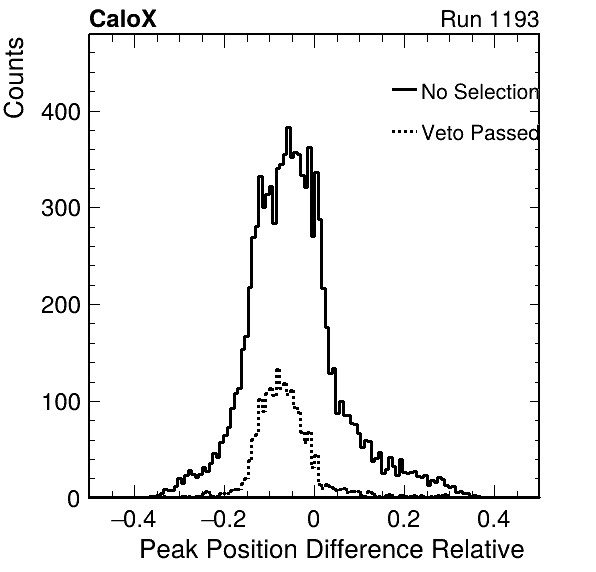 CaloX Run 1193
Counts
No Selection
Veto Passed
400
300
200
100
0
−0.4 −0.2 0 0.2 0.4
Peak Position Difference Relative